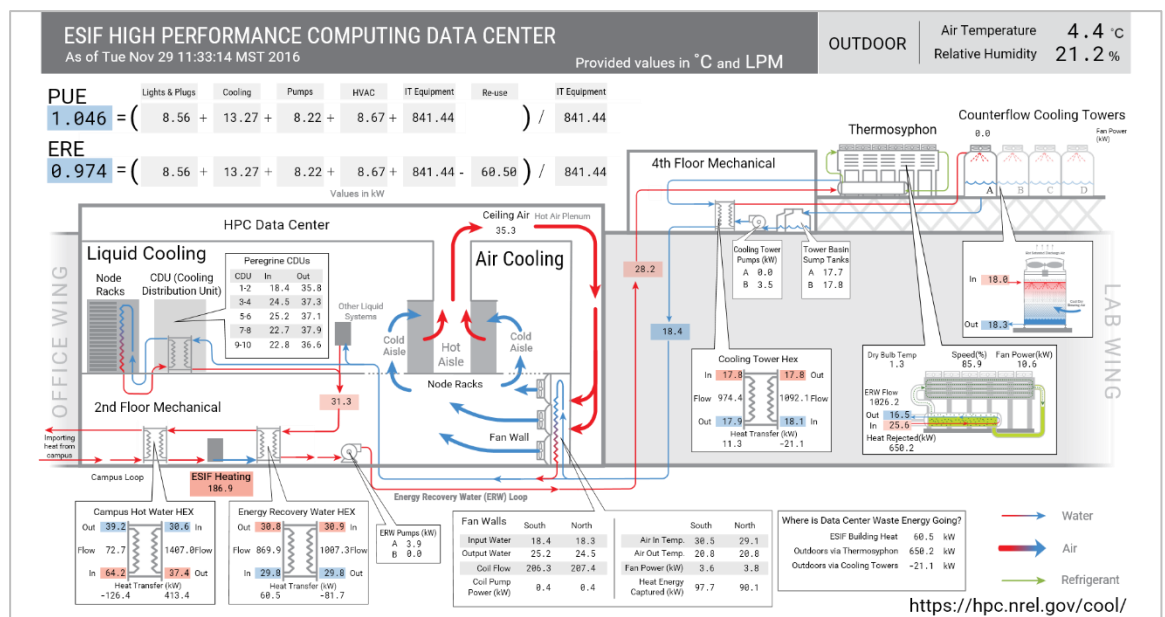 ESIF HIGH PERFORMANCE COMPUTING DATA CENTER
As of Tue Nov 29 11:33:14 MST 2016
Provided values in °C and LPM
OUTDOOR
Air Temperature 4.4 °C
Relative Humidity 21.2 %
PUE
Lights & Plugs Cooling Pumps HVAC IT Equipment Re-use IT Equipment
1.046 = ( 8.56 + 13.27 + 8.22 + 8.67 + 841.44 ) / 841.44
ERE
0.974 = ( 8.56 + 13.27 + 8.22 + 8.67 + 841.44 - 60.50 ) / 841.44
Values in kW
Counterflow Cooling Towers
Thermosyphon
0.0
Fan Power
(kW)
A B C D
4th Floor Mechanical
HPC Data Center
Ceiling Air Hot Air Plenum
35.3
Liquid Cooling
Air Cooling
Node
Racks
CDU (Cooling
Distribution Unit)
Peregrine CDUs
CDU In Out
1-2 18.4 35.8
3-4 24.5 37.3
5-6 25.2 37.1
7-8 22.7 37.9
9-10 22.8 36.6
Other Liquid
Systems
Cold
Aisle
Hot
Aisle
Cold
Aisle
Node Racks
Fan Wall
OFFICE WING
LAB WING
28.2
18.4
31.3
Cooling Tower
Pumps (kW)
A 0.0
B 3.5
Tower Basin
Sump Tanks
A 17.7
B 17.8
In 18.0
Out 18.3
Cooling Tower Hex
In 17.8 17.8 Out
Flow 974.4 1092.1 Flow
Out 17.9 18.1 In
Heat Transfer (kW)
11.3 -21.1
Dry Bulb Temp Speed(%) Fan Power(kW)
1.3 85.9 10.6
ERW Flow
1026.2
Out 16.5
In 25.6
Heat Rejected(kW)
650.2
2nd Floor Mechanical
Importing
heat from
campus
Campus Loop
ESIF Heating
186.9
Energy Recovery Water (ERW) Loop
Campus Hot Water HEX
Out 39.2 30.6 In
Flow 72.7 1407.0Flow
In 64.2 37.4 Out
Heat Transfer (kW)
-126.4 413.4
Energy Recovery Water HEX
Out 30.8 30.9 In
Flow 869.9 1007.3Flow
In 29.8 29.8 Out
Heat Transfer (kW)
60.5 -81.7
ERW Pumps (kW)
A 3.9
B 0.0
Fan Walls South North South North
Input Water 18.4 18.3 Air In Temp. 30.5 29.1
Output Water 25.2 24.5 Air Out Temp. 20.8 20.8
Coil Flow 206.3 207.4 Fan Power (kW) 3.6 3.8
Coil Pump
Power (kW) 0.4 0.4
Heat Energy
Captured (kW) 97.7 90.1
Where is Data Center Waste Energy Going?
ESIF Building Heat 60.5 kW
Outdoors via Thermosyphon 650.2 kW
Outdoors via Cooling Towers -21.1 kW
Water
Air
Refrigerant
https://hpc.nrel.gov/cool/